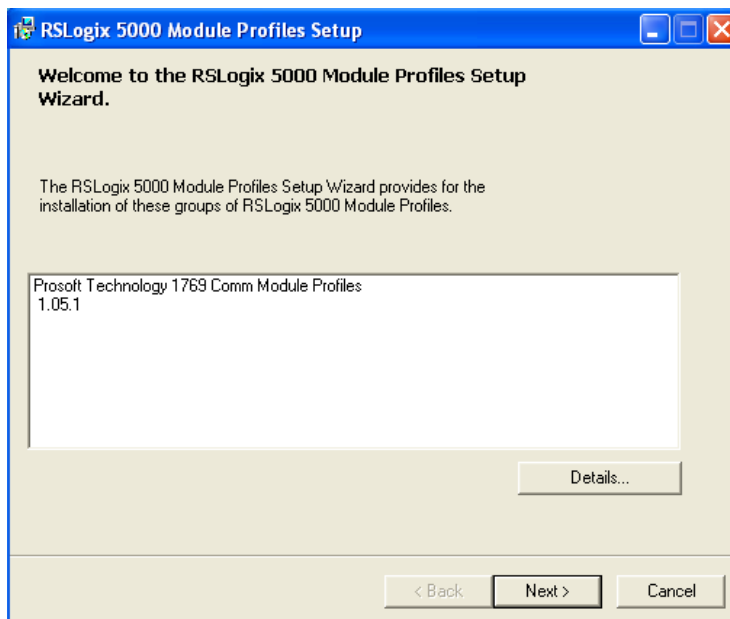 RSLogix 5000 Module Profiles Setup
Welcome to the RSLogix 5000 Module Profiles Setup
Wizard.
The RSLogix 5000 Module Profiles Setup Wizard provides for the
installation of these groups of RSLogix 5000 Module Profiles.
Prosoft Technology 1769 Comm Module Profiles
1.05.1
Details...
< Back
Next >
Cancel